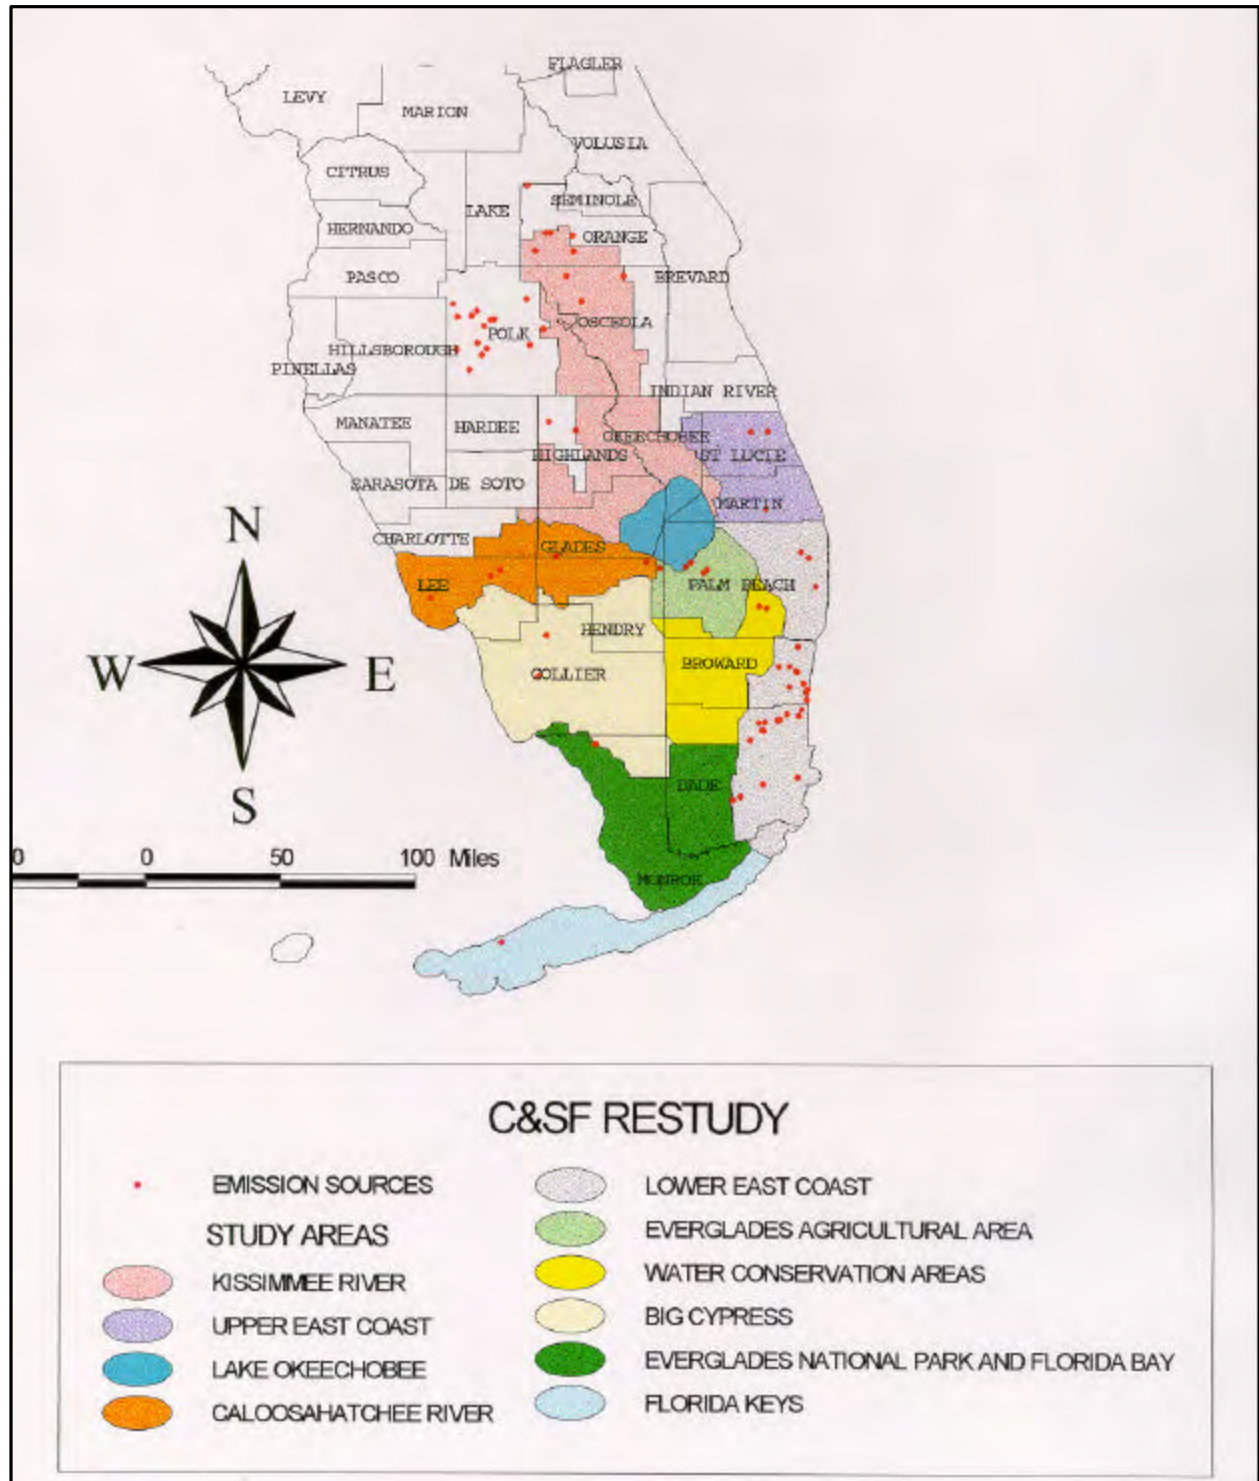 FLAGLER
LEVY
MARION
VOLUSIA
CITRUS
SEMINOLE
LAKE
HERNANDO
ORANGE
PASCO
BREVARD
OSCEOLA
POLK
HILLSBOROUGH
PINELLAS
INDIAN RIVER
MANATEE
HARDEE
OKEECHOBEE
HIGHLANDS
ST LUCIE
SARASOTA
DE SOTO
MARTIN
CHARLOTTE
GLADES
LEE
PALM BEACH
HENDRY
BROWARD
COLLIER
DADE
MONROE
N
W
E
S
0 0 50 100 Miles
C&SF RESTUDY
EMISSION SOURCES
STUDY AREAS
KISSIMMEE RIVER
UPPER EAST COAST
LAKE OKEECHOBEE
CALOOSAHATCHEE RIVER
LOWER EAST COAST
EVERGLADES AGRICULTURAL AREA
WATER CONSERVATION AREAS
BIG CYPRESS
EVERGLADES NATIONAL PARK AND FLORIDA BAY
FLORIDA KEYS